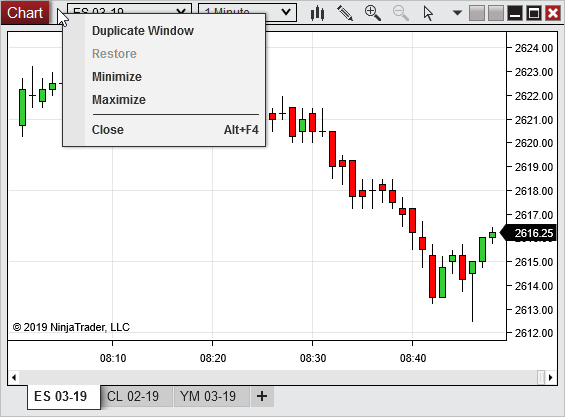 Chart ES 03-19 1 Minute
Duplicate Window
Restore
Minimize
Maximize
Close Alt+F4
2624.00
2623.00
2622.00
2621.00
2620.00
2619.00
2618.00
2617.00
2616.25
2615.00
2614.00
2613.00
2612.00
© 2019 NinjaTrader, LLC
08:10 08:20 08:30 08:40
ES 03-19 CL 02-19 YM 03-19 +